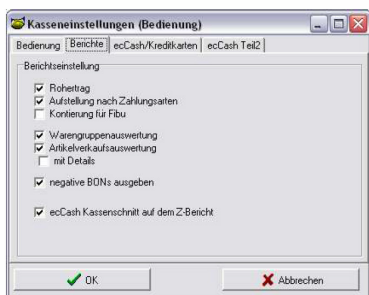 Kasseneinstellungen (Bedienung)
Bedienung Berichte ecCash/Kreditkarten ecCash Teil2
Berichtseinstellung
Rohertrag
Aufstellung nach Zahlungsarten
Kontierung für Fibu
Warengruppenauswertung
Artikelverkaufsauswertung
mit Details
negative BONs ausgeben
ecCash Kassenschnitt auf dem Z-Bericht
OK Abbrechen